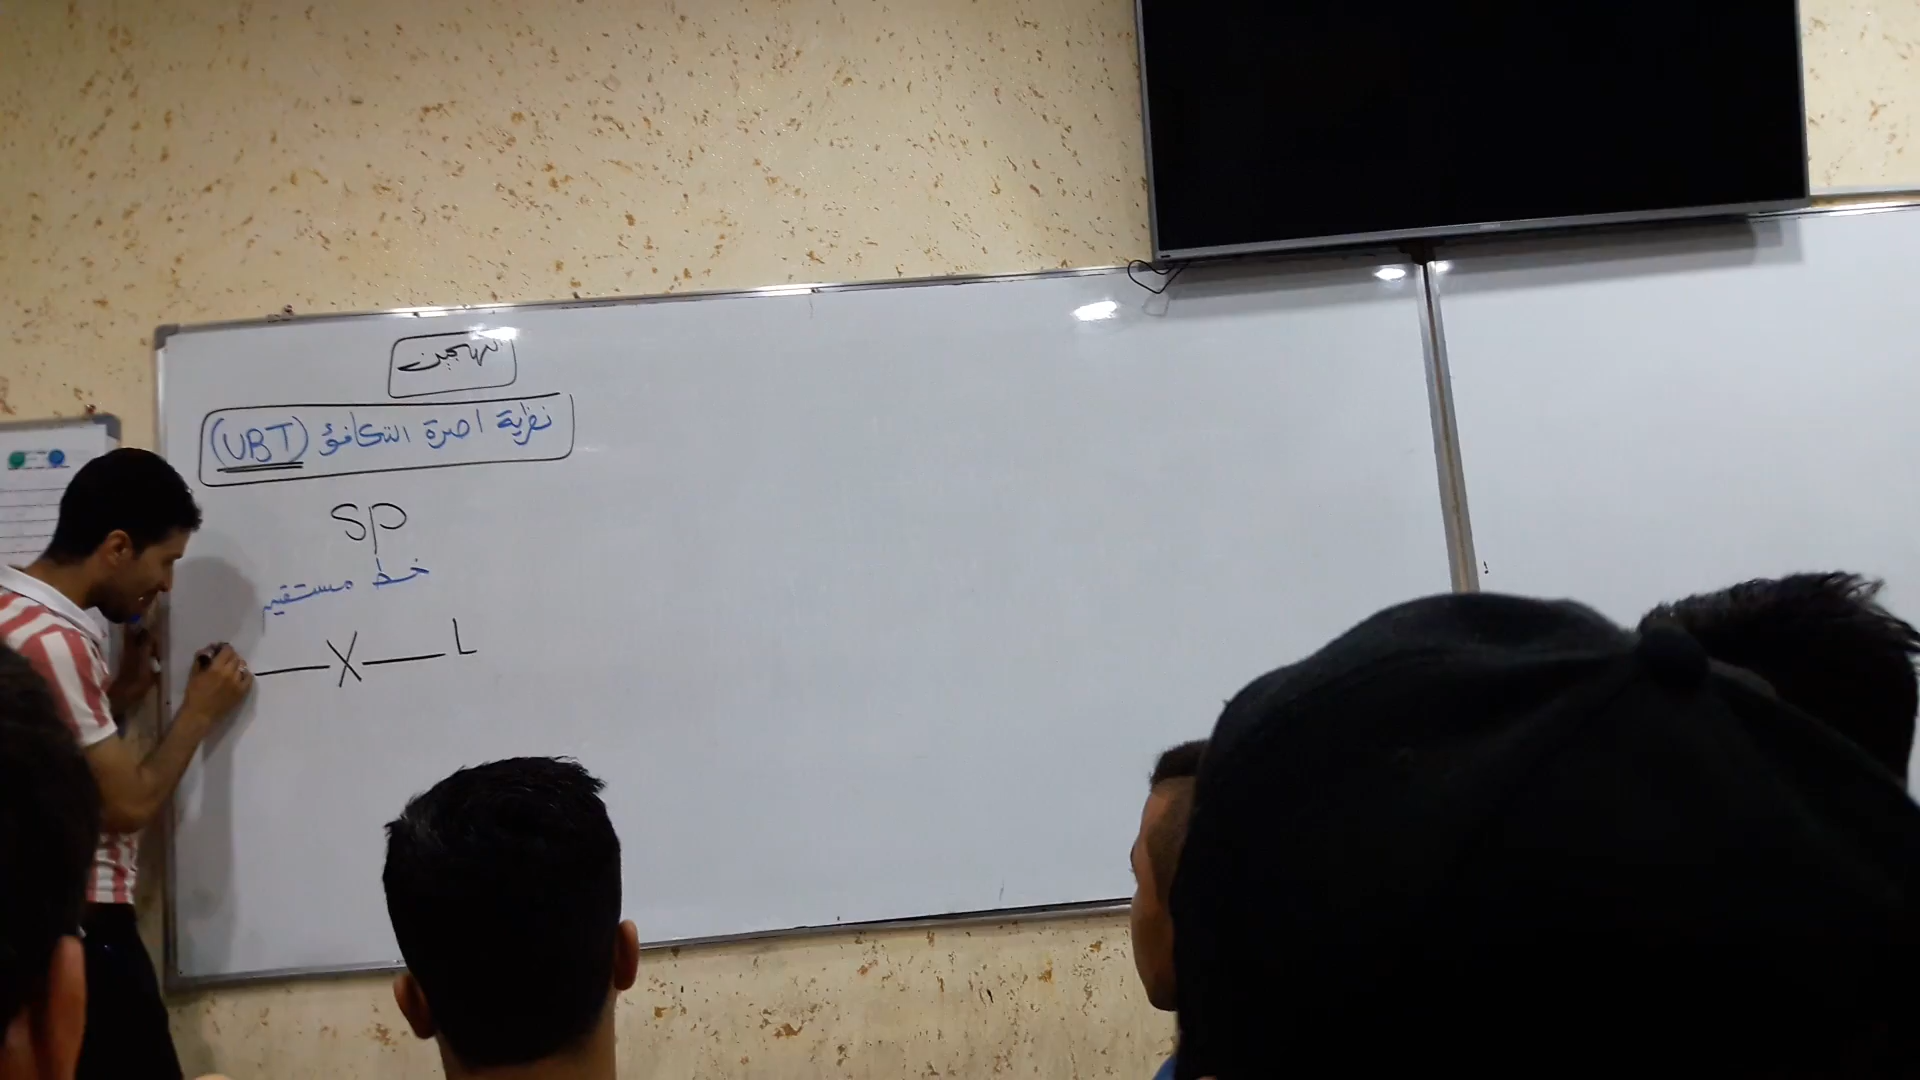 التهجين
نظرية اصرة التكافؤ (VBT)
sp
خط مستقيم
—X—L